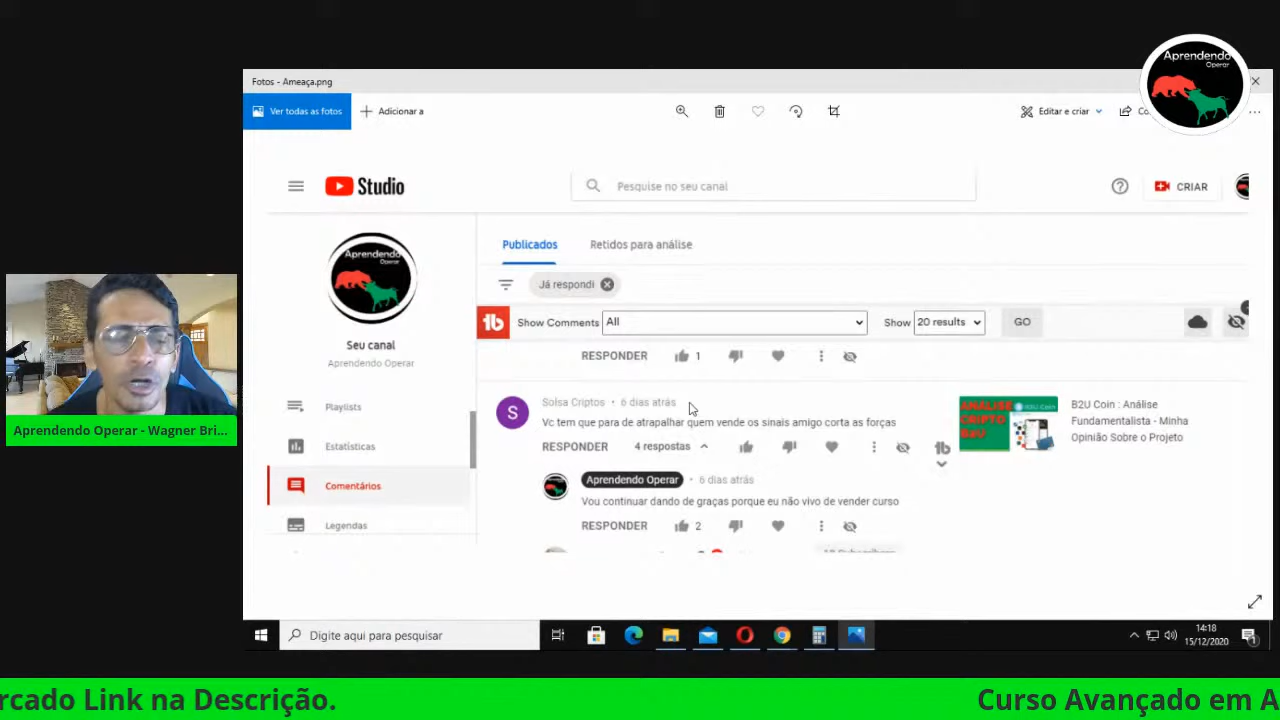 Fotos - Ameaça.png
Aprendendo
Operar
Ver todas as fotos
Adicionar a
Editar e criar
Studio
Pesquise no seu canal
CRIAR
Aprendendo
Operar
Seu canal
Aprendendo Operar
Playlists
Estatísticas
Comentários
Legendas
Publicados
Retidos para análise
Já respondi
Show Comments All
Show 20 results
GO
RESPONDER 1
S
Solsa Criptos • 6 dias atrás
Vc tem que para de atrapalhar quem vende os sinais amigo corta as forças
RESPONDER 4 respostas
Aprendendo Operar • 6 dias atrás
Vou continuar dando de graças porque eu não vivo de vender curso
RESPONDER 2
ANÁLISE
CRIPTO
B2U
B2U Coin : Análise
Fundamentalista - Minha
Opinião Sobre o Projeto
Aprendendo Operar - Wagner Bri...
Digite aqui para pesquisar
14:18
15/12/2020
rcado Link na Descrição.
Curso Avançado em A